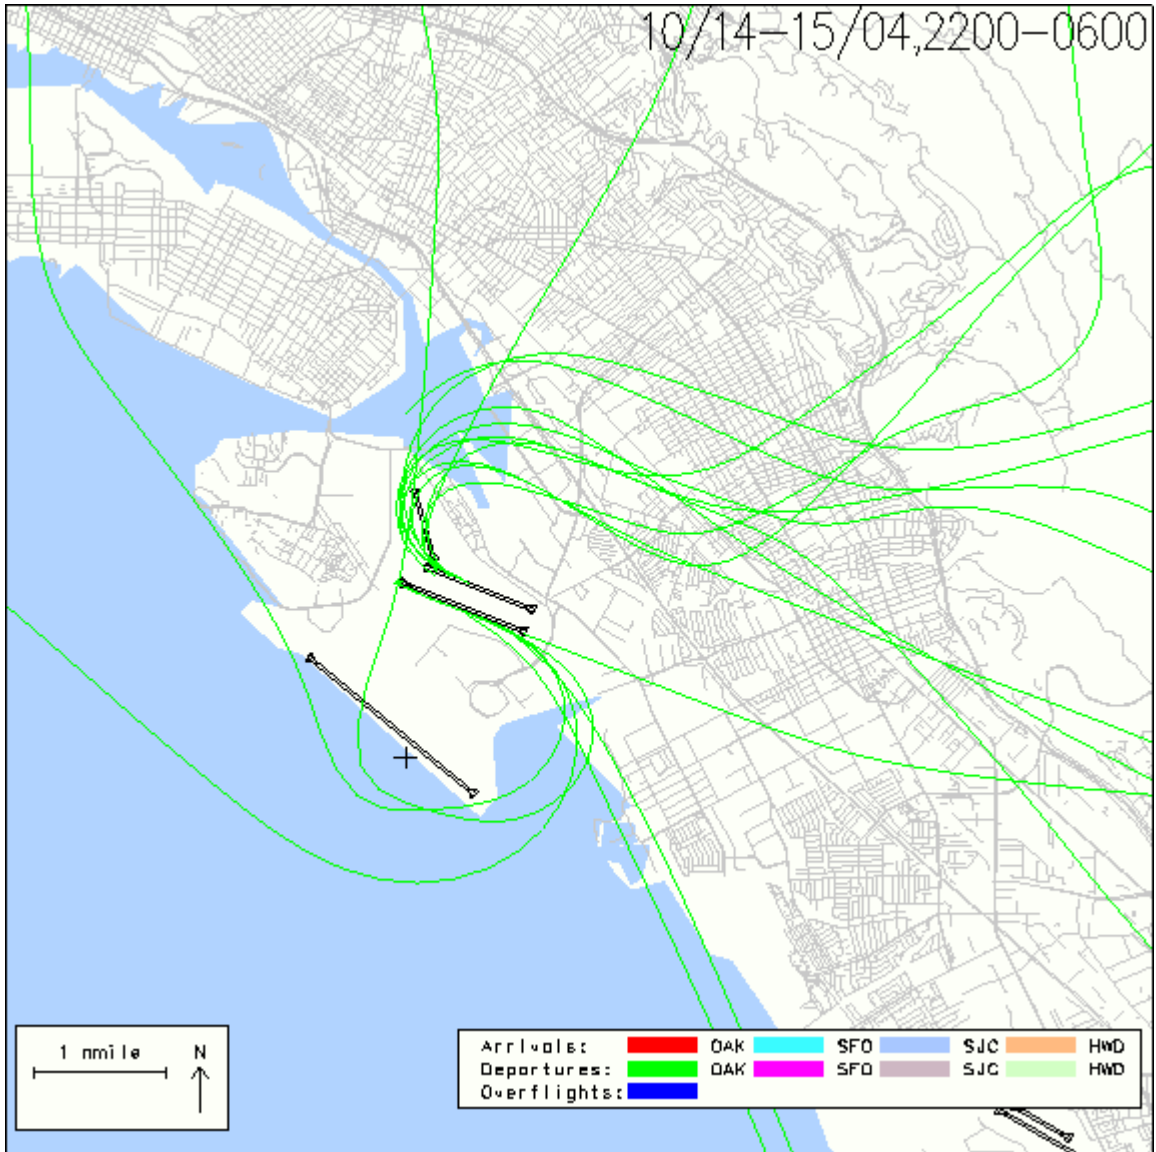 10/14-15/04,2200-0600
1 nmile N
Arrivals: OAK SFO SJC HWD
Departures: OAK SFO SJC HWD
Overflights: